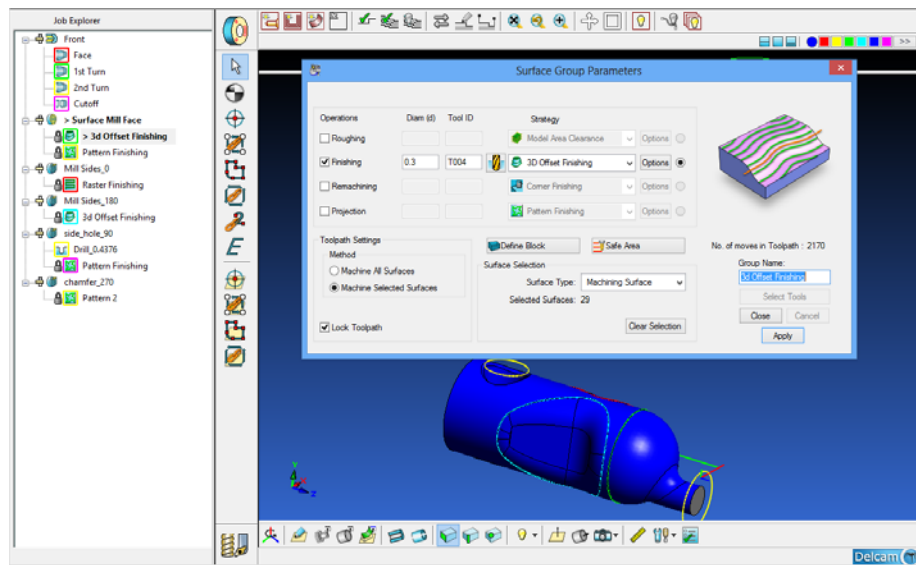 Job Explorer
Front
Face
1st Turn
2nd Turn
Cutoff
> Surface Mill Face
> 3d Offset Finishing
Pattern Finishing
Mill Sides_0
Raster Finishing
Mill Sides_180
3d Offset Finishing
side_hole_90
Drill_0.4376
Pattern Finishing
chamfer_270
Pattern 2
>>
Surface Group Parameters
Operations Diam (d) Tool ID Strategy
Roughing Model Area Clearance Options
Finishing 0.3 T004 3D Offset Finishing Options
Remachining Corner Finishing Options
Projection Pattern Finishing Options
Toolpath Settings
Method
Machine All Surfaces
Machine Selected Surfaces
Lock Toolpath
Define Block Safe Area
Surface Selection
Surface Type: Machining Surface
Selected Surfaces: 29
Clear Selection
No. of moves in Toolpath : 2170
Group Name:
3d Offset Finishing
Select Tools
Close Cancel
Apply
Y
Z
E
Delcam